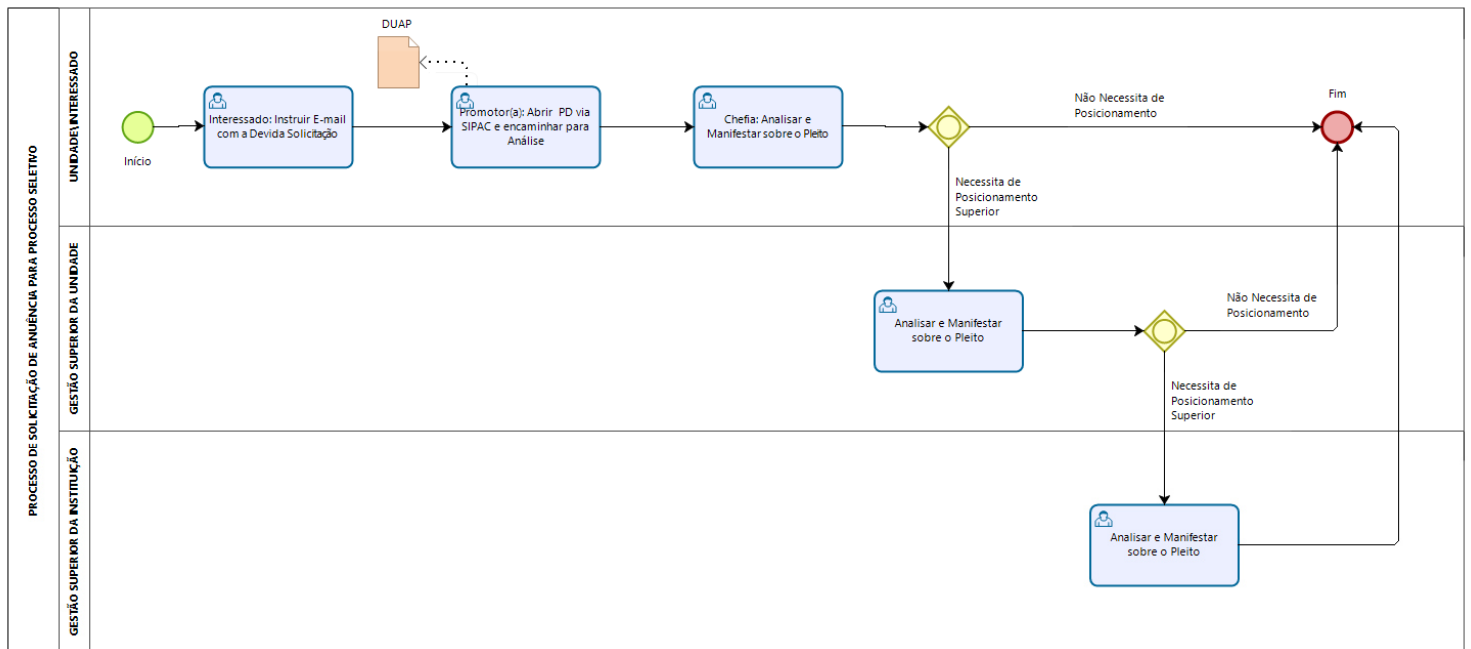 PROCESSO DE SOLICITAÇÃO DE ANUÊNCIA PARA PROCESSO SELETIVO
UNIDADE\INTERESSADO
DUAP
Início
Interessado: Instruir E-mail
com a Devida Solicitação
Promotor(a): Abrir PD via
SIPAC e encaminhar para
Análise
Chefia: Analisar e
Manifestar sobre o Pleito
Não Necessita de
Posicionamento
Fim
Necessita de
Posicionamento
Superior
GESTÃO SUPERIOR DA UNIDADE
Analisar e Manifestar
sobre o Pleito
Não Necessita de
Posicionamento
Necessita de
Posicionamento
Superior
GESTÃO SUPERIOR DA INSTITUIÇÃO
Analisar e Manifestar
sobre o Pleito